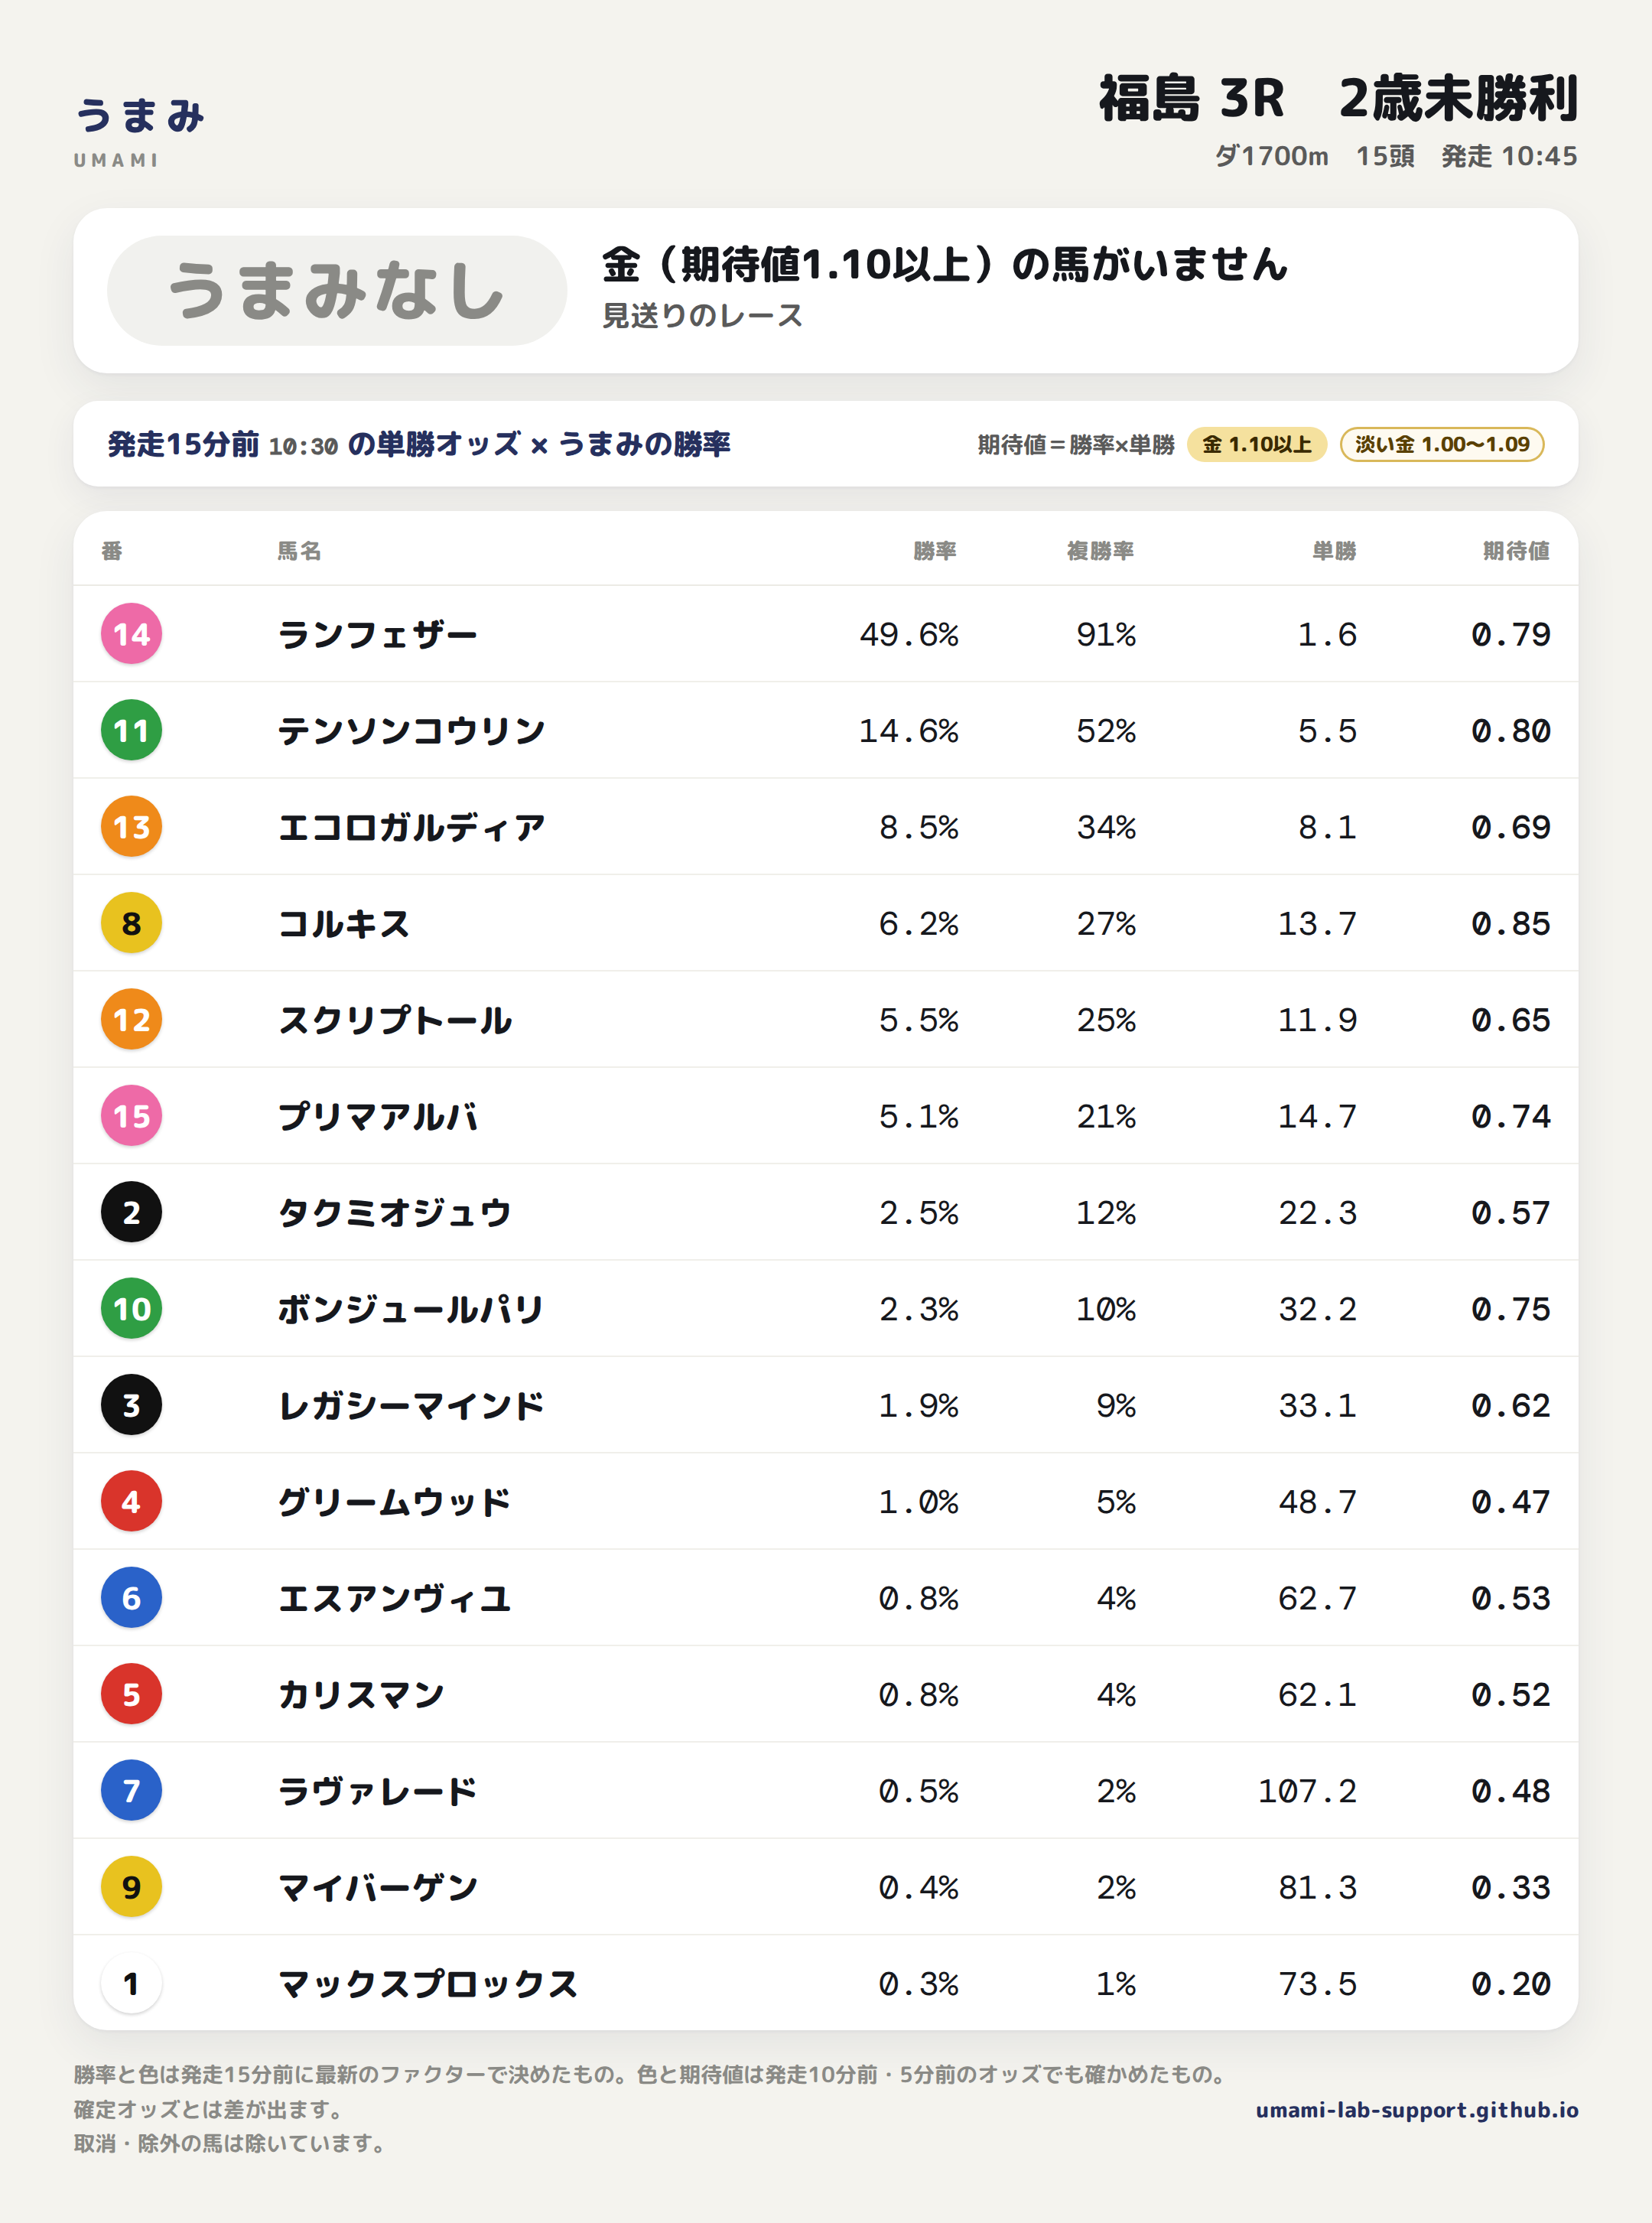 うまみ
UMAMI
福島 3R　2歳未勝利
ダ1700m　15頭　発走 10:45
うまみなし
金（期待値1.10以上）の馬がいません
見送りのレース
発走15分前 10:30 の単勝オッズ × うまみの勝率
期待値＝勝率×単勝 金 1.10以上 淡い金 1.00〜1.09
番 馬名 勝率 複勝率 単勝 期待値
14 ランフェザー 49.6% 91% 1.6 0.79
11 テンソンコウリン 14.6% 52% 5.5 0.80
13 エコロガルディア 8.5% 34% 8.1 0.69
8 コルキス 6.2% 27% 13.7 0.85
12 スクリプトール 5.5% 25% 11.9 0.65
15 プリマアルバ 5.1% 21% 14.7 0.74
2 タクミオジュウ 2.5% 12% 22.3 0.57
10 ボンジュールパリ 2.3% 10% 32.2 0.75
3 レガシーマインド 1.9% 9% 33.1 0.62
4 グリームウッド 1.0% 5% 48.7 0.47
6 エスアンヴィユ 0.8% 4% 62.7 0.53
5 カリスマン 0.8% 4% 62.1 0.52
7 ラヴァレード 0.5% 2% 107.2 0.48
9 マイバーゲン 0.4% 2% 81.3 0.33
1 マックスプロックス 0.3% 1% 73.5 0.20
勝率と色は発走15分前に最新のファクターで決めたもの。色と期待値は発走10分前・5分前のオッズでも確かめたもの。
確定オッズとは差が出ます。
取消・除外の馬は除いています。
umami-lab-support.github.io